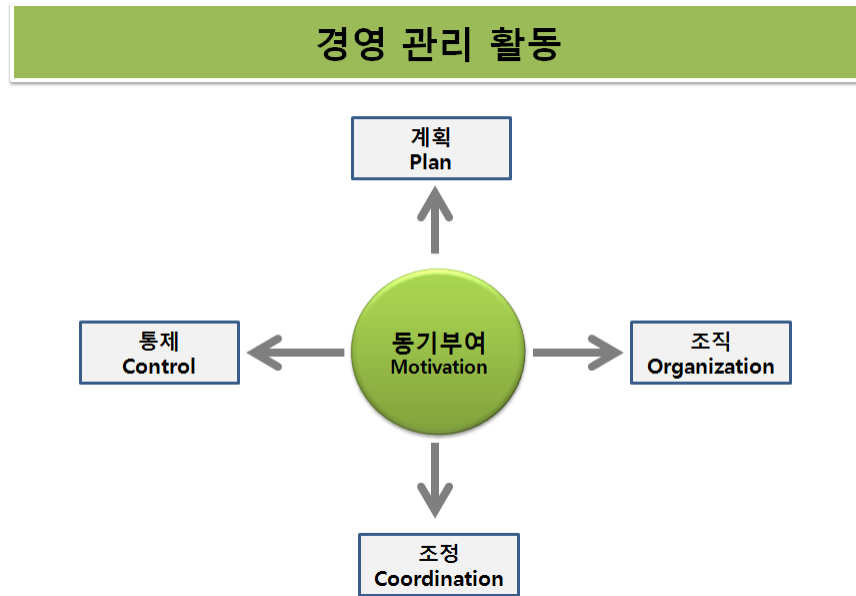 경영 관리 활동
계획
Plan
통제
Control
동기부여
Motivation
조직
Organization
조정
Coordination